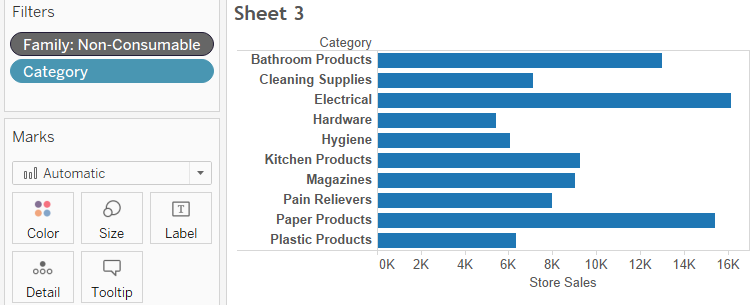 Filters
Family: Non-Consumable
Category
Marks
Automatic
Color Size Label
Detail Tooltip
Sheet 3
Category
Bathroom Products
Cleaning Supplies
Electrical
Hardware
Hygiene
Kitchen Products
Magazines
Pain Relievers
Paper Products
Plastic Products
0K 2K 4K 6K 8K 10K 12K 14K 16K
Store Sales